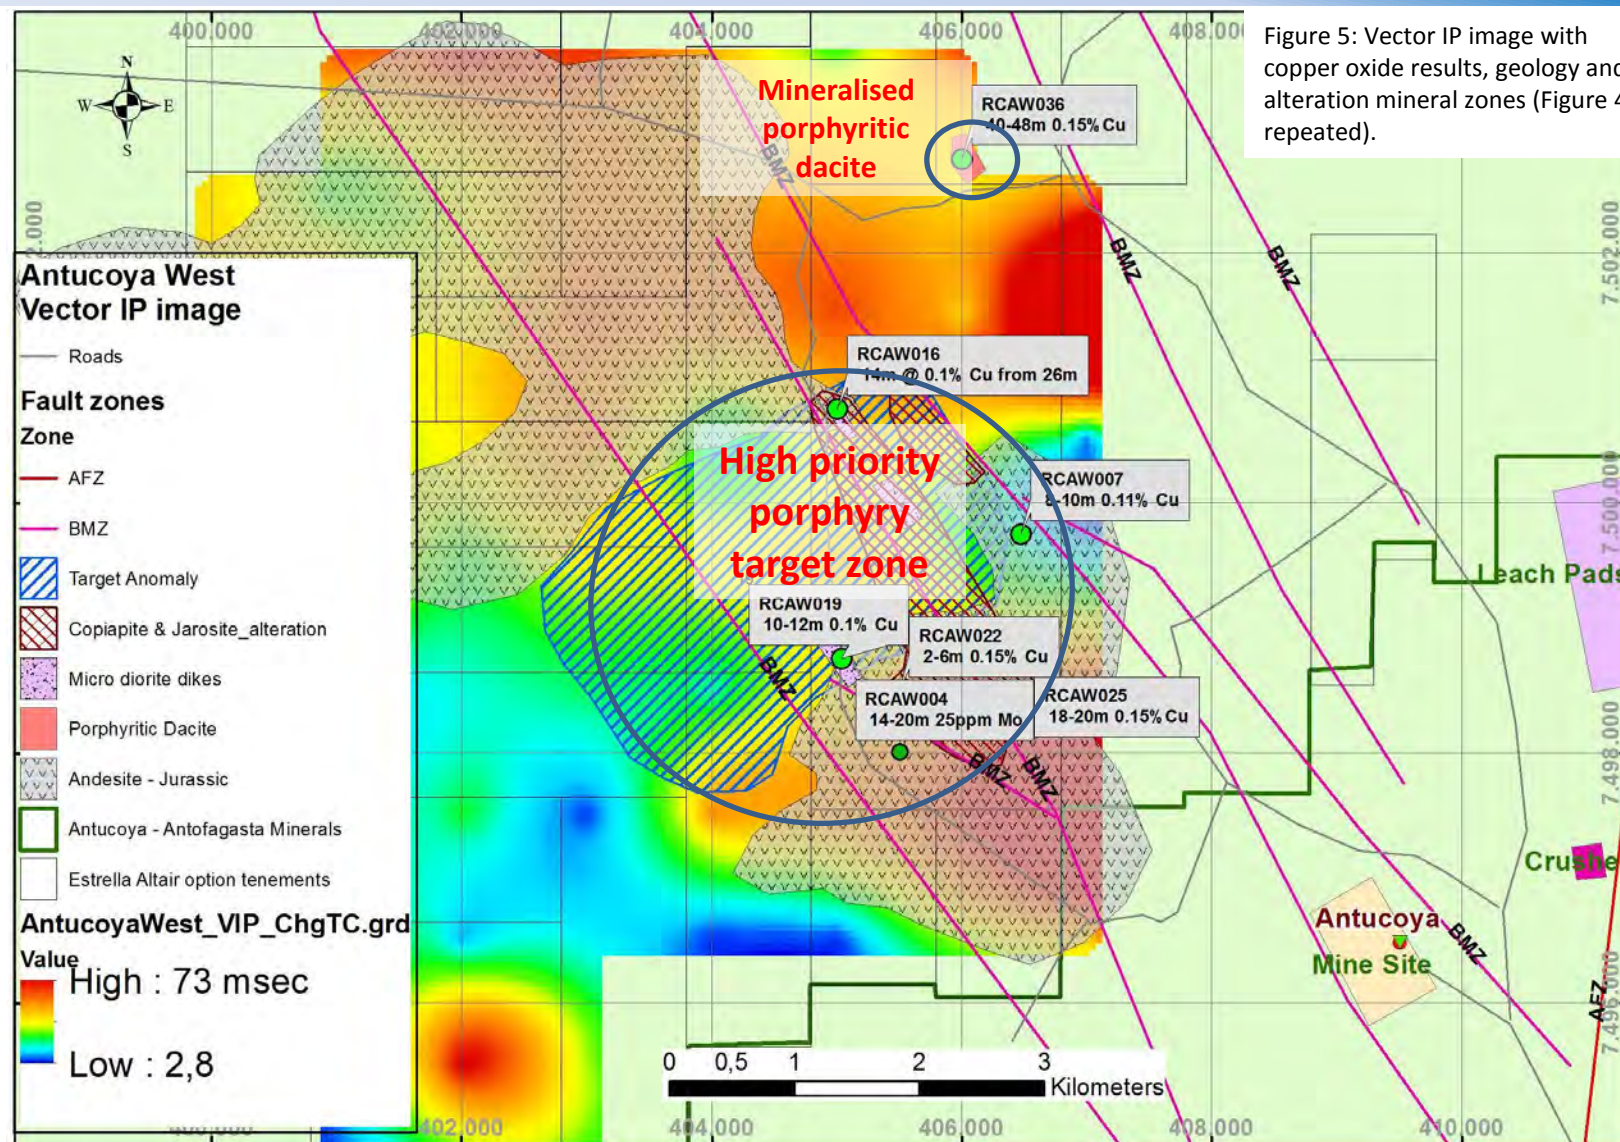 400.000 402.000 404.000 406.000 408.000
Figure 5: Vector IP image with
copper oxide results, geology and
alteration mineral zones (Figure 4
repeated).
N
W E
S
Mineralised
porphyritic
dacite
RCAW036
40-48m 0.15% Cu
BMZ
BMZ
BMZ
7.502.000
Antucoya West
Vector IP image
Roads
Fault zones
Zone
AFZ
BMZ
Target Anomaly
Copiapite & Jarosite_alteration
Micro diorite dikes
Porphyritic Dacite
Andesite - Jurassic
Antucoya - Antofagasta Minerals
Estrella Altair option tenements
AntucoyaWest_VIP_ChgTC.grd
Value
High : 73 msec
Low : 2,8
RCAW016
14m @ 0.1% Cu from 26m
High priority
porphyry
target zone
RCAW007
8-10m 0.11% Cu
7.500.000
Leach Pads
RCAW019
10-12m 0.1% Cu
RCAW022
2-6m 0.15% Cu
BMZ
RCAW004
14-20m 25ppm Mo
RCAW025
18-20m 0.15% Cu
BMZ
BMZ
7.498.000
Antucoya
Mine Site
BMZ
AFZ
7.496.000
0 0,5 1 2 3
Kilometers
402.000 404.000 406.000 408.000 410.000